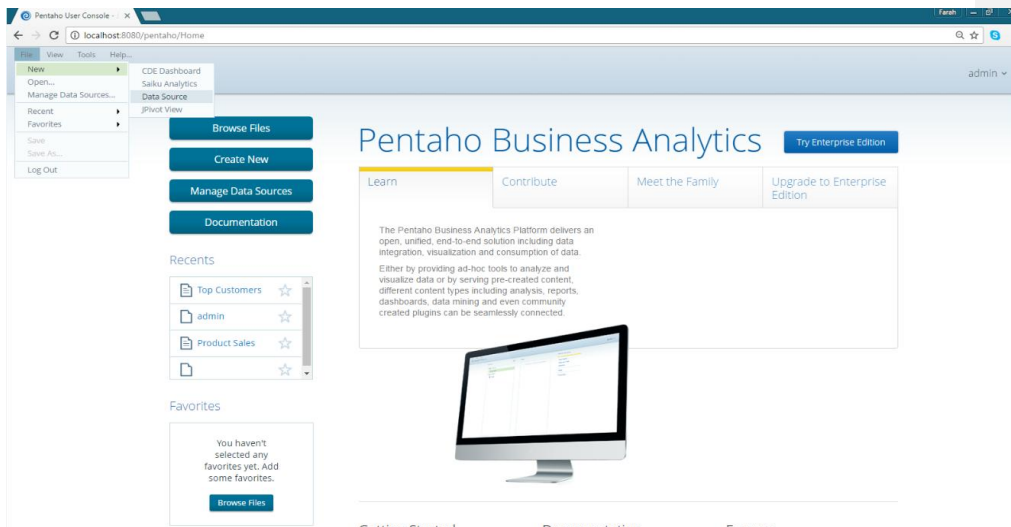 Pentaho User Console -
Farah
localhost:8080/pentaho/Home
File View Tools Help...
admin
New
Open...
Manage Data Sources...
Recent
Favorites
Save
Save As...
Log Out
CDE Dashboard
Saiku Analytics
Data Source
JPivot View
Browse Files
Create New
Manage Data Sources
Documentation
Recents
Top Customers
admin
Product Sales
Favorites
You haven't
selected any
favorites yet. Add
some favorites.
Browse Files
Pentaho Business Analytics
Try Enterprise Edition
Learn
Contribute
Meet the Family
Upgrade to Enterprise
Edition
The Pentaho Business Analytics Platform delivers an
open, unified, end-to-end solution including data
integration, visualization and consumption of data.
Either by providing ad-hoc tools to analyze and
visualize data or by serving pre-created content,
different content types including analysis, reports,
dashboards, data mining and even community
created plugins can be seamlessly connected.